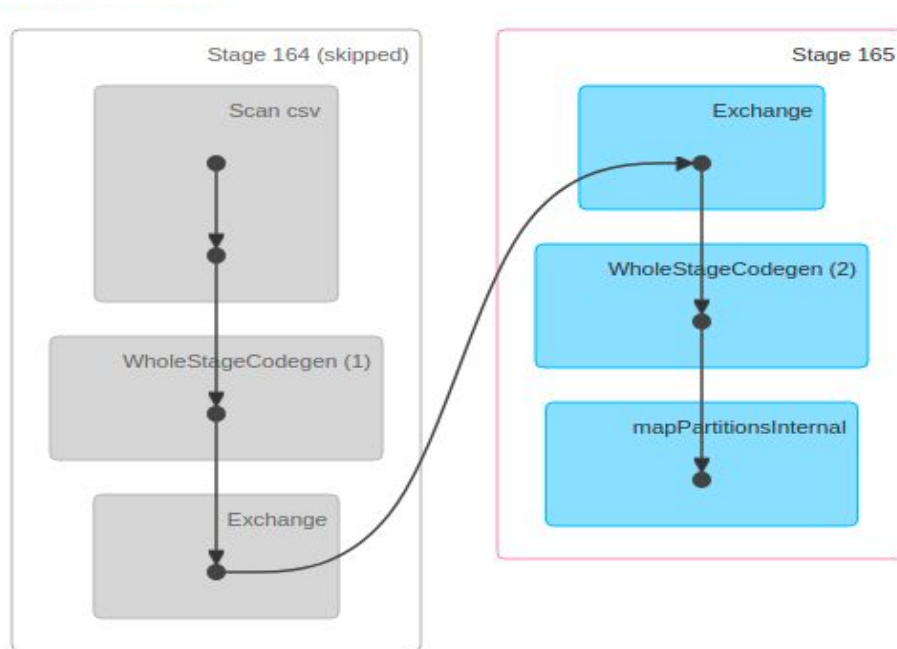 Stage 164 (skipped)
Scan csv
WholeStageCodegen (1)
Exchange
Stage 165
Exchange
WholeStageCodegen (2)
mapPartitionsInternal